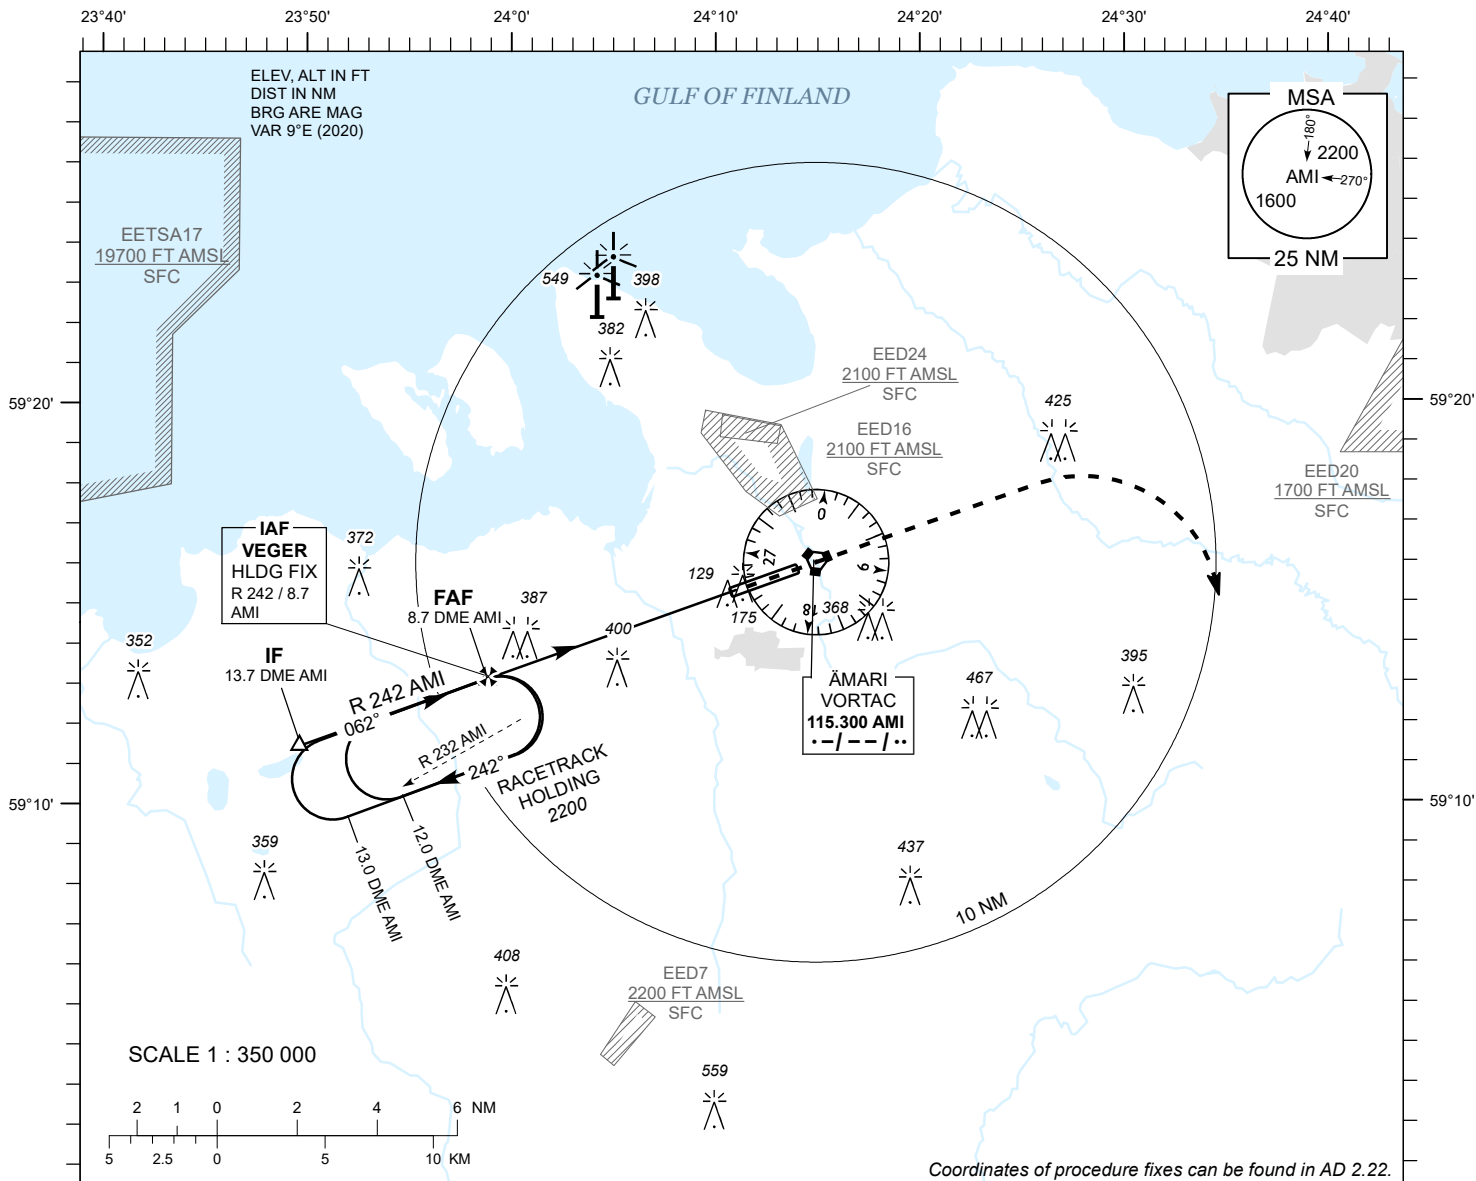 23°40'
23°50'
24°0'
24°10'
24°20'
24°30'
24°40'
ELEV, ALT IN FT
DIST IN NM
BRG ARE MAG
VAR 9°E (2020)
GULF OF FINLAND
MSA
180°
2200
AMI
270°
1600
25 NM
EETSA17
19700 FT AMSL
SFC
549
398
382
EED24
2100 FT AMSL
SFC
EED16
2100 FT AMSL
SFC
425
59°20'
59°20'
EED20
1700 FT AMSL
SFC
IAF
VEGER
HLDG FIX
R 242 / 8.7
AMI
372
0
27
9
18
129
175
368
FAF
8.7 DME AMI
387
400
352
IF
13.7 DME AMI
R 242 AMI
062°
R 232 AMI
242°
RACETRACK
HOLDING
2200
ÄMARI
VORTAC
115.300 AMI
•–/––/••
467
395
59°10'
59°10'
359
13.0 DME AMI
12.0 DME AMI
437
10 NM
408
EED7
2200 FT AMSL
SFC
559
SCALE 1 : 350 000
2 1 0 2 4 6 NM
5 2.5 0 5 10 KM
Coordinates of procedure fixes can be found in AD 2.22.